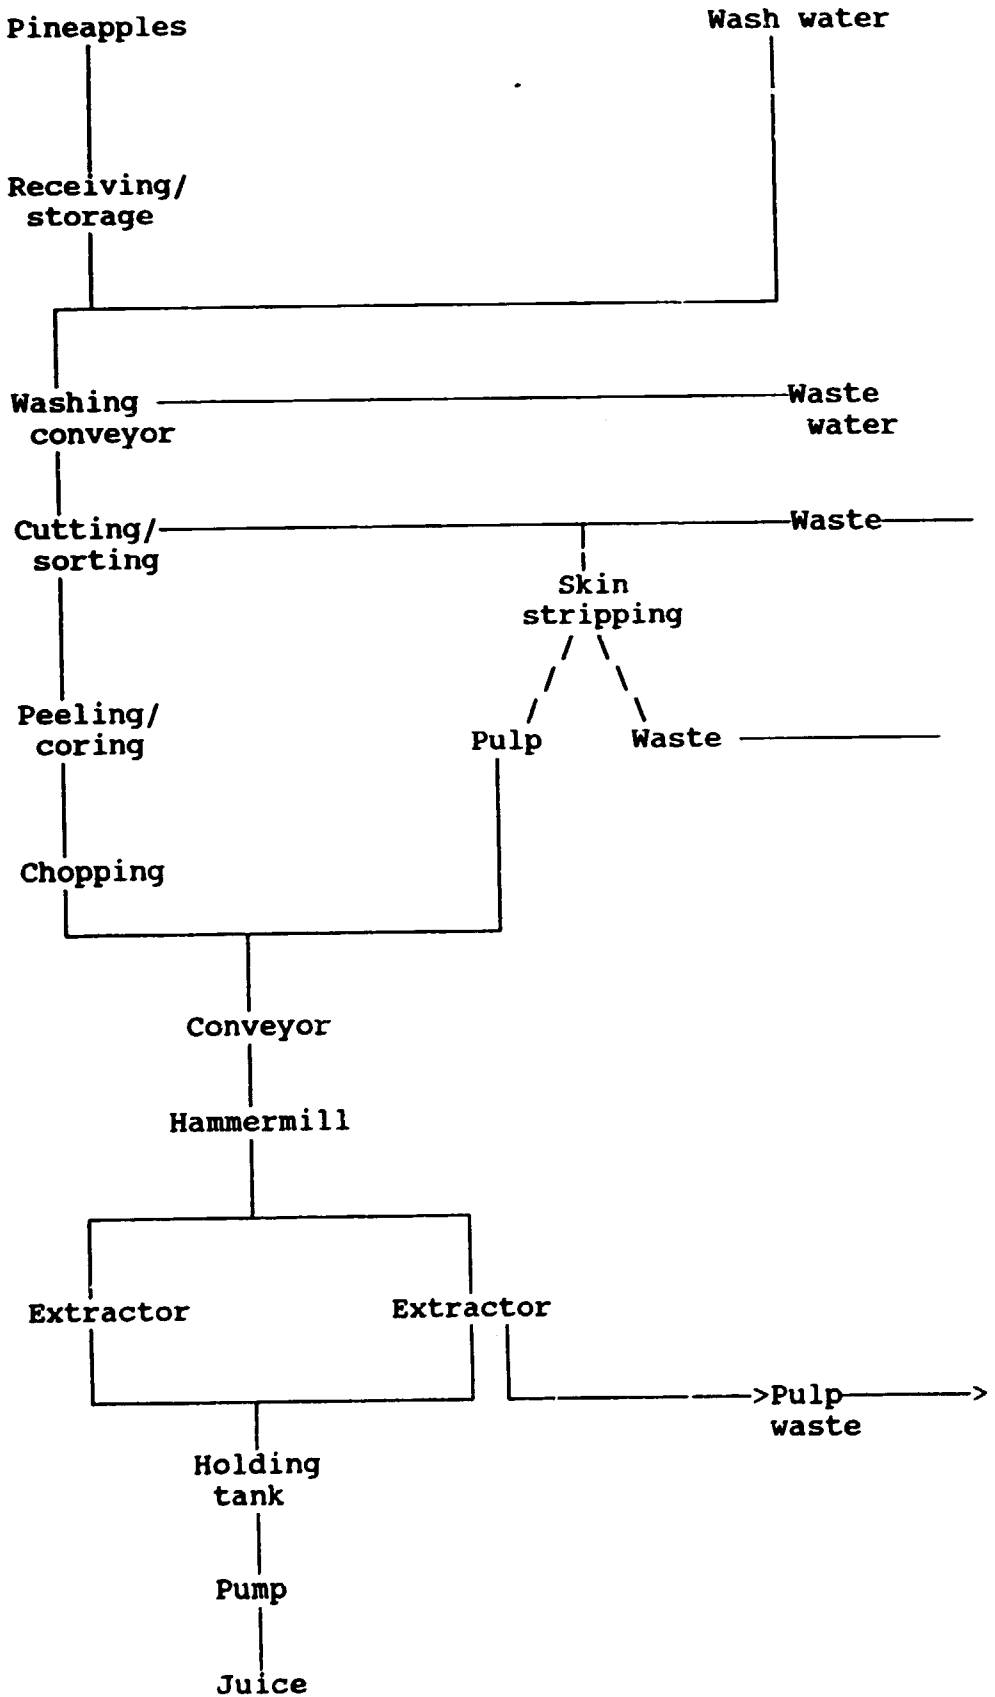 Pineapples
Wash water
Receiving/
storage
Washing
conveyor
Waste
water
Cutting/
sorting
Waste
Skin
stripping
Peeling/
coring
Pulp
Waste
Chopping
Conveyor
Hammermill
Extractor
Extractor
>Pulp
waste
>
Holding
tank
Pump
Juice